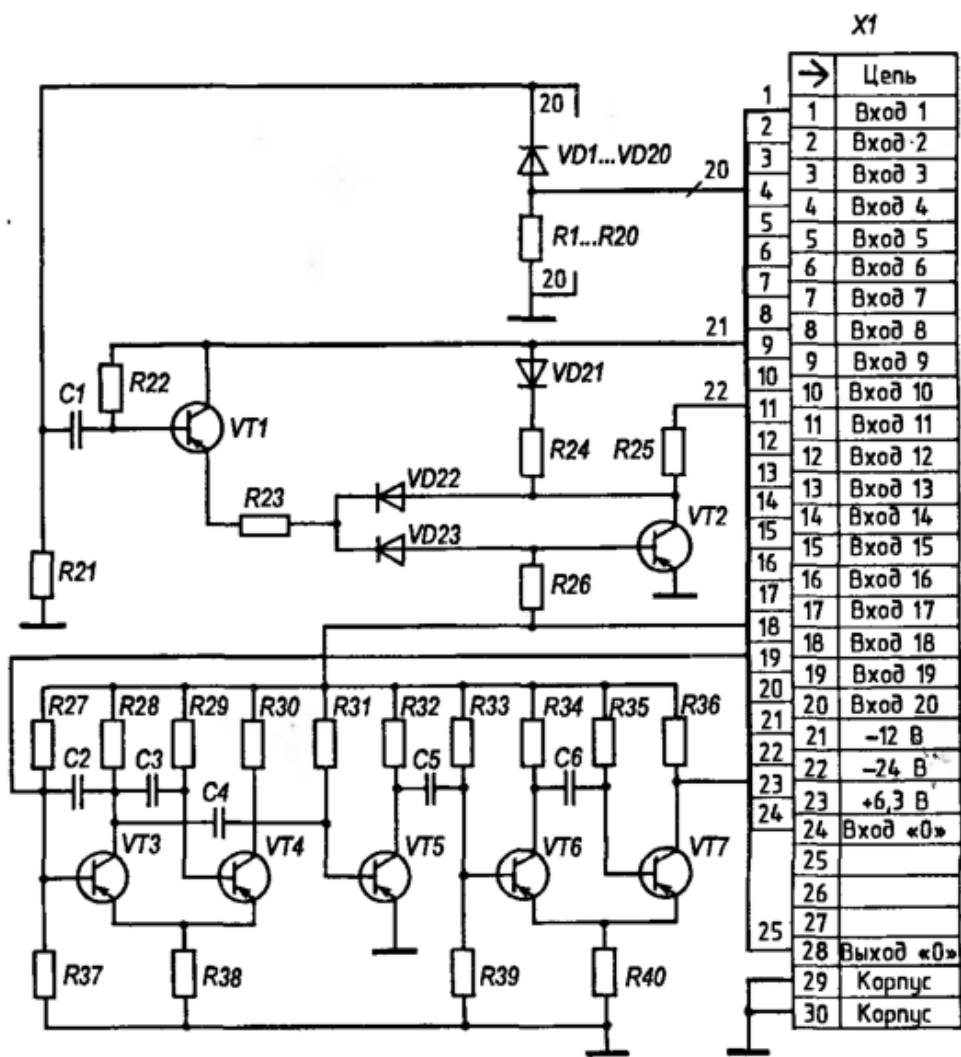 X1
Цепь
1 Вход 1
2 Вход 2
3 Вход 3
4 Вход 4
5 Вход 5
6 Вход 6
7 Вход 7
8 Вход 8
9 Вход 9
10 Вход 10
11 Вход 11
12 Вход 12
13 Вход 13
14 Вход 14
15 Вход 15
16 Вход 16
17 Вход 17
18 Вход 18
19 Вход 19
20 Вход 20
21 −12 В
22 −24 В
23 +6,3 В
24 Вход «0»
25
26
27
28 Выход «0»
29 Корпус
30 Корпус
1
2
3
4
5
6
7
8
9
10
11
12
13
14
15
16
17
18
19
20
21
22
23
24
25
20
VD1...VD20
20
R1...R20
20
21
C1
R22
VT1
VD21
22
R24
R25
R23
VD22
VD23
VT2
R21
R26
R27
R28
R29
R30
R31
R32
R33
R34
R35
R36
C2
C3
C4
C5
C6
VT3
VT4
VT5
VT6
VT7
R37
R38
R39
R40